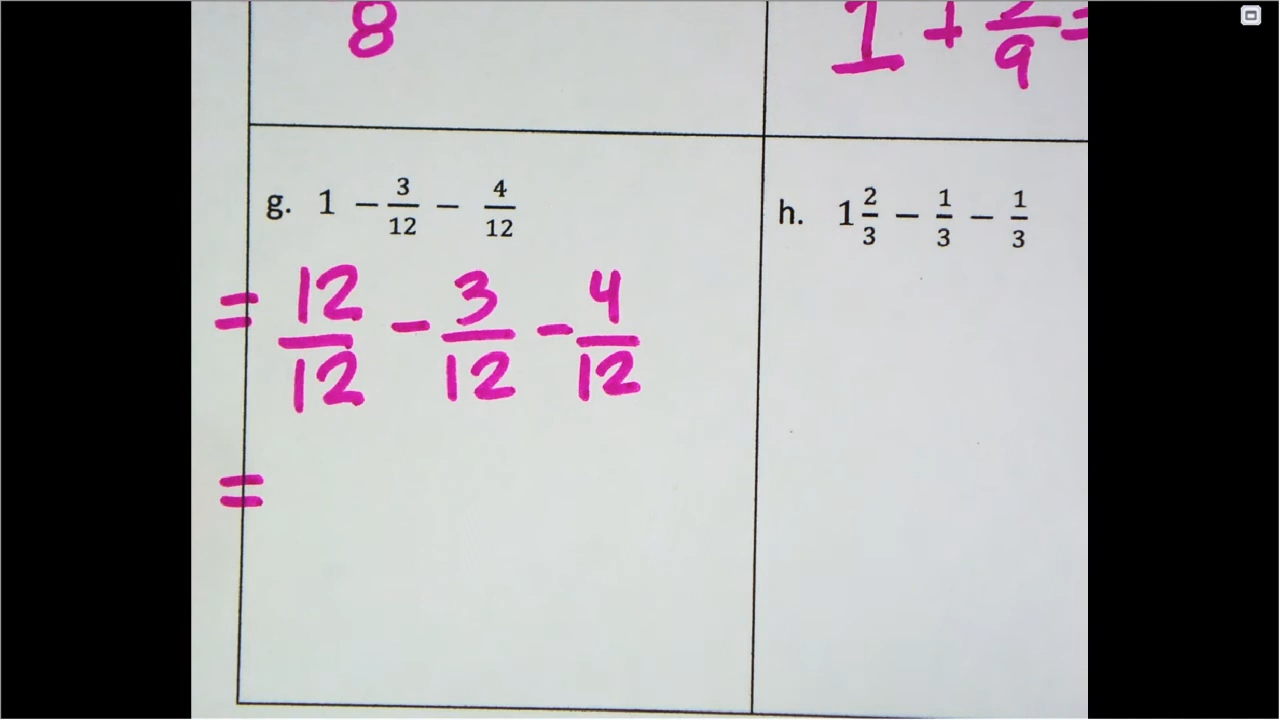 8
1 + 2/9 =
g. 1 − 3/12 − 4/12
= 12/12 − 3/12 − 4/12
=
h. 1 2/3 − 1/3 − 1/3